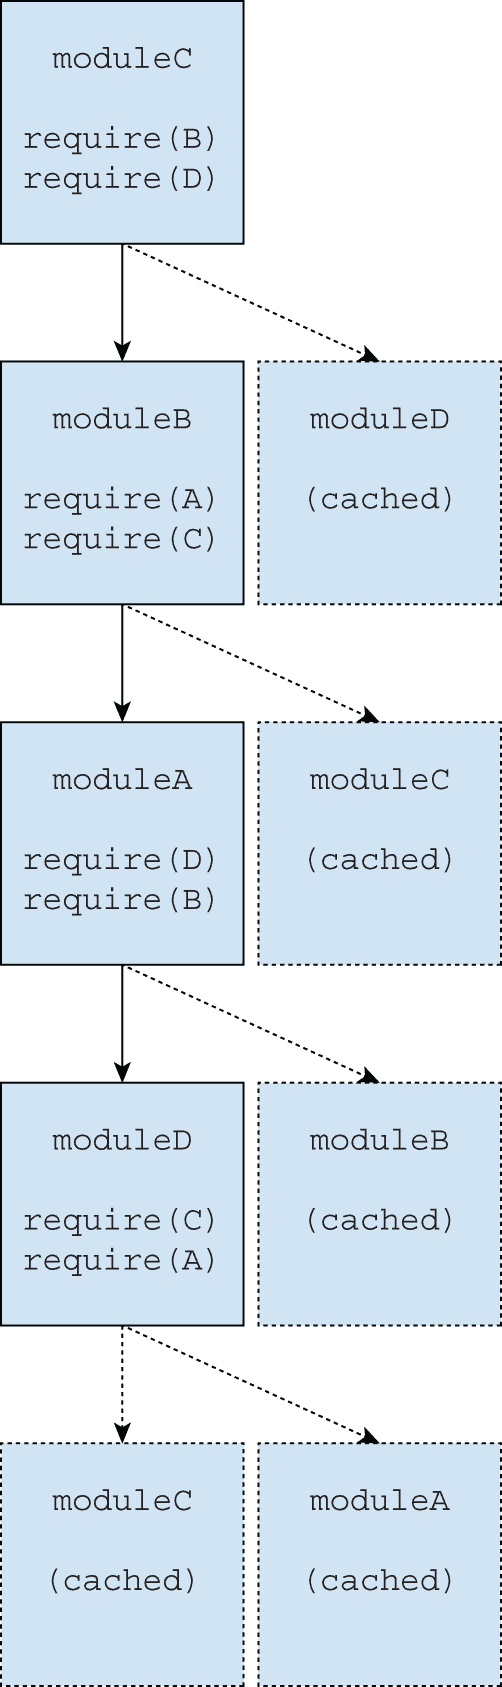 moduleC
require(B)
require(D)
moduleB
require(A)
require(C)
moduleD
(cached)
moduleA
require(D)
require(B)
moduleC
(cached)
moduleD
require(C)
require(A)
moduleB
(cached)
moduleC
(cached)
moduleA
(cached)